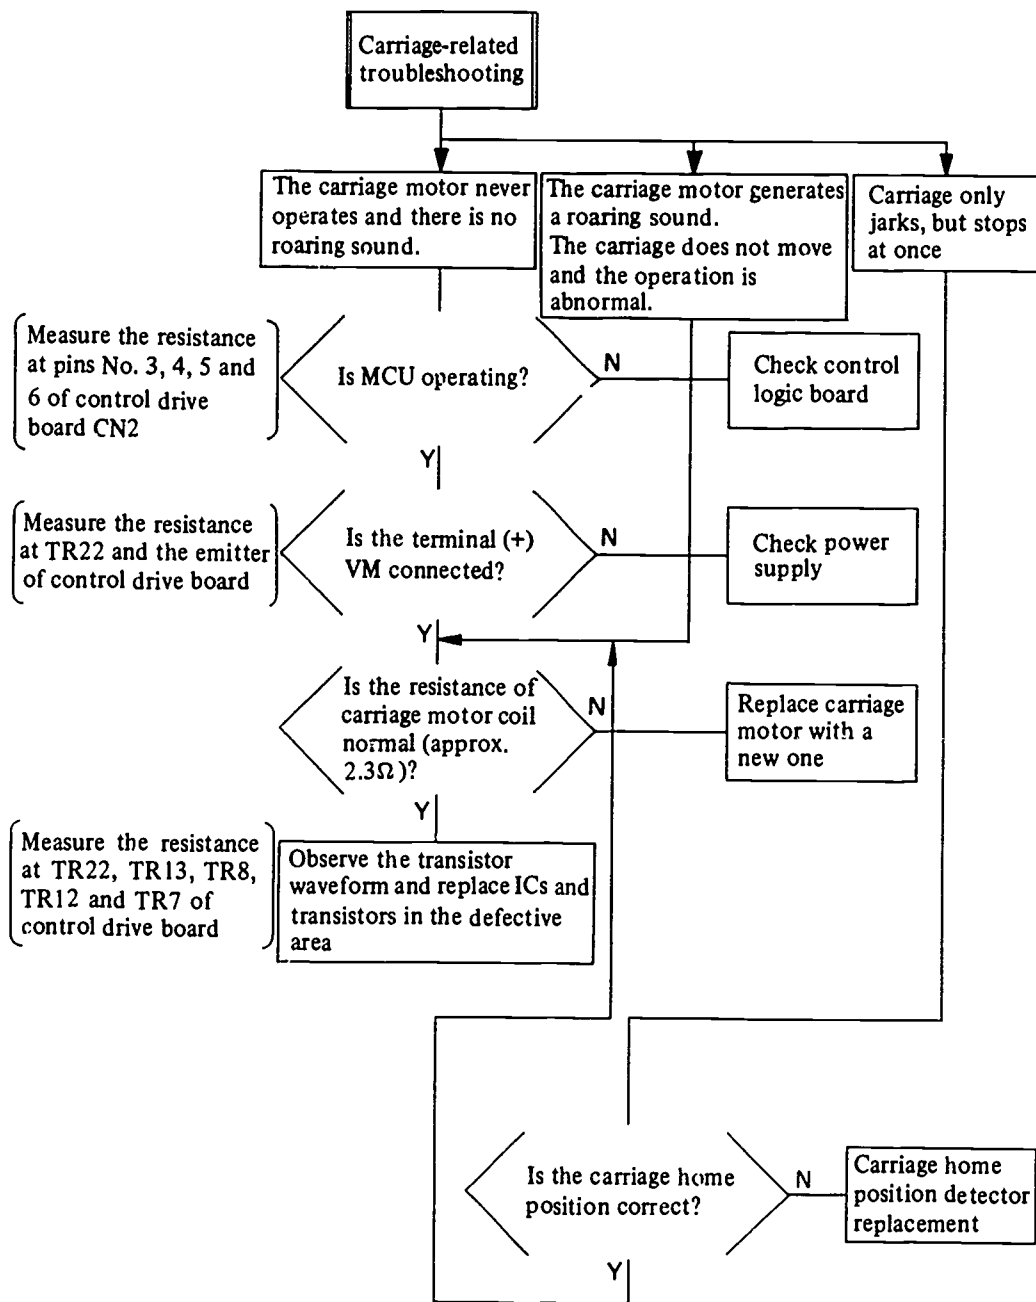 Carriage-related
troubleshooting
The carriage motor never
operates and there is no
roaring sound.
The carriage motor generates
a roaring sound.
The carriage does not move
and the operation is
abnormal.
Carriage only
jarks, but stops
at once
Measure the resistance
at pins No. 3, 4, 5 and
6 of control drive
board CN2
Is MCU operating?
N
Check control
logic board
Y
Measure the resistance
at TR22 and the emitter
of control drive board
Is the terminal (+)
VM connected?
N
Check power
supply
Y
Is the resistance of
carriage motor coil
normal (approx.
2.3Ω)?
N
Replace carriage
motor with a
new one
Y
Measure the resistance
at TR22, TR13, TR8,
TR12 and TR7 of
control drive board
Observe the transistor
waveform and replace ICs and
transistors in the defective
area
Is the carriage home
position correct?
N
Carriage home
position detector
replacement
Y